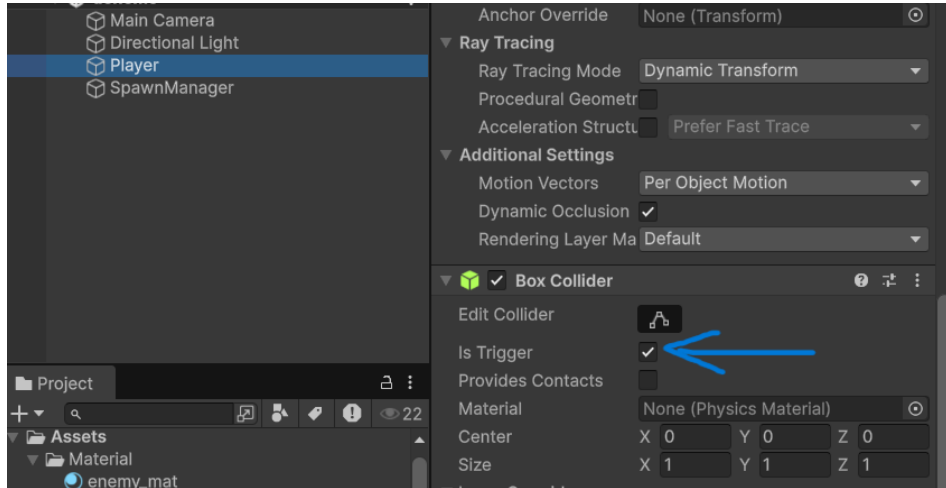 Main Camera
Directional Light
Player
SpawnManager
Anchor Override None (Transform)
Ray Tracing
Ray Tracing Mode Dynamic Transform
Procedural Geometr
Acceleration Structu Prefer Fast Trace
Additional Settings
Motion Vectors Per Object Motion
Dynamic Occlusion
Rendering Layer Ma Default
Box Collider
Edit Collider
Is Trigger
Provides Contacts
Material None (Physics Material)
Center X 0 Y 0 Z 0
Size X 1 Y 1 Z 1
Project
22
Assets
Material
enemy_mat